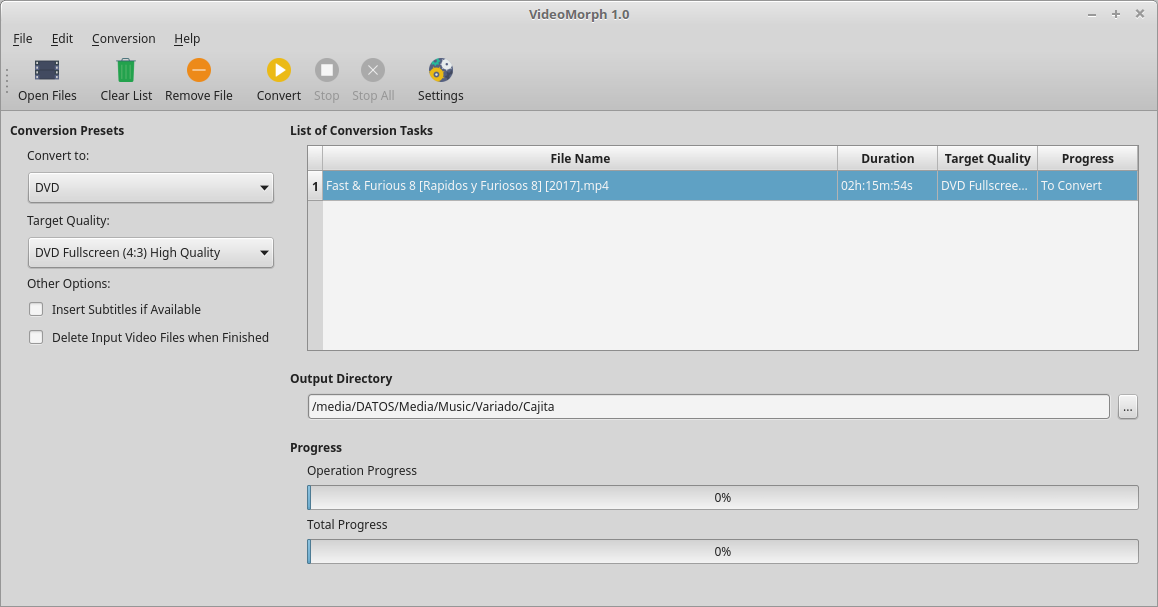 VideoMorph 1.0
File Edit Conversion Help
Open Files Clear List Remove File Convert Stop Stop All Settings
Conversion Presets
Convert to:
DVD
Target Quality:
DVD Fullscreen (4:3) High Quality
Other Options:
Insert Subtitles if Available
Delete Input Video Files when Finished
List of Conversion Tasks
File Name Duration Target Quality Progress
1 Fast & Furious 8 [Rapidos y Furiosos 8] [2017].mp4 02h:15m:54s DVD Fullscree... To Convert
Output Directory
/media/DATOS/Media/Music/Variado/Cajita ...
Progress
Operation Progress
0%
Total Progress
0%